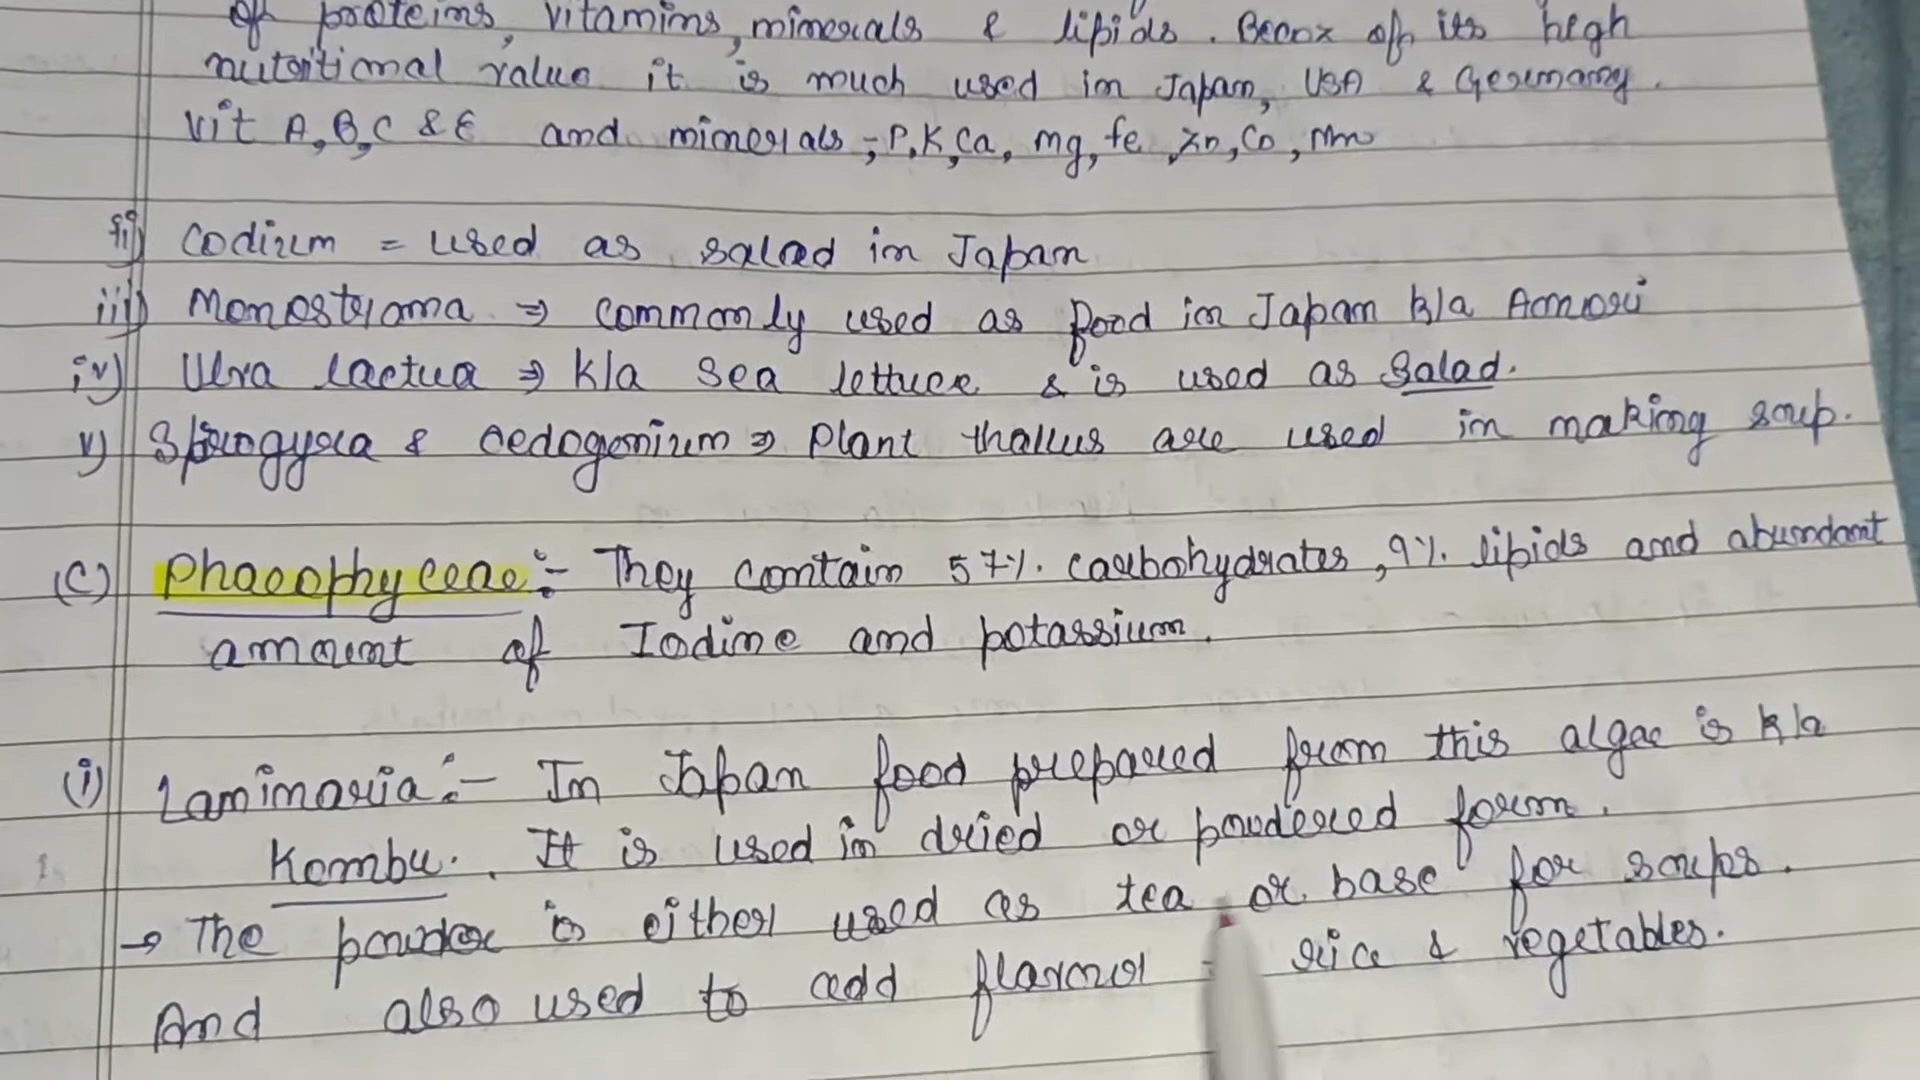 of proteins, vitamins, minerals & lipids. Becoz of its high
nutritional value it is much used in Japan, USA & Germany.
Vit A, B, C & E and minerals ; P, K, Ca, Mg, Fe, Zn, Co, Mn
ii) Codium = used as salad in Japan
iii) Monostroma ⇒ commonly used as food in Japan k/a Aonori
iv) Ulva lactua ⇒ k/a sea lettuce & is used as salad.
v) Spirogyra & Oedogonium ⇒ Plant thallus are used in making soup.
(C) Phaeophyceae :- They contain 57% carbohydrates, 9% lipids and abundant
amount of Iodine and potassium.
(i) Laminaria :- In Japan food prepared from this algae is k/a
Kombu. It is used in dried or powdered form.
→ The powder is either used as tea or base for soups.
And also used to add flavour rice & vegetables.